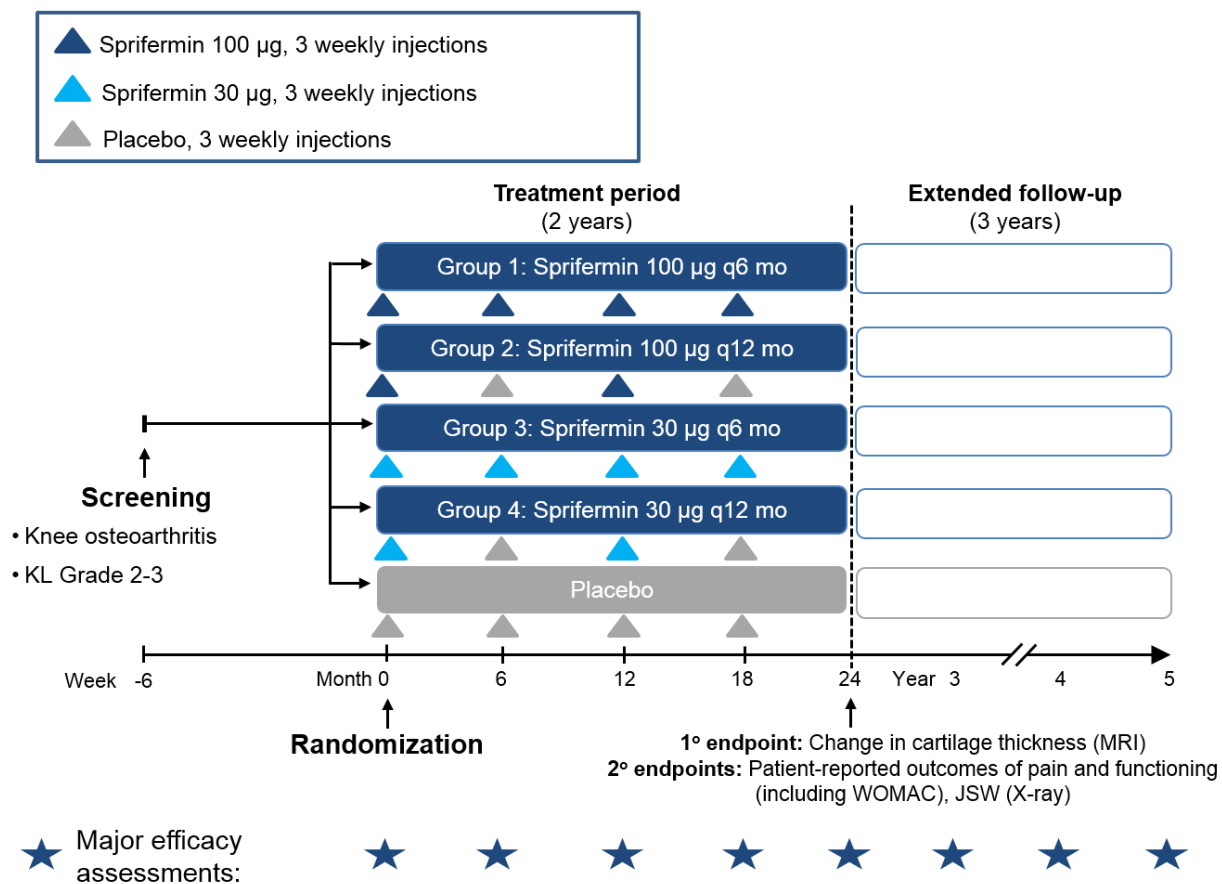 Sprifermin 100 µg, 3 weekly injections
Sprifermin 30 µg, 3 weekly injections
Placebo, 3 weekly injections
Treatment period
(2 years)
Extended follow-up
(3 years)
Group 1: Sprifermin 100 µg q6 mo
Group 2: Sprifermin 100 µg q12 mo
Group 3: Sprifermin 30 µg q6 mo
Group 4: Sprifermin 30 µg q12 mo
Placebo
Screening
• Knee osteoarthritis
• KL Grade 2-3
Week -6 Month 0 6 12 18 24 Year 3 4 5
Randomization
1º endpoint: Change in cartilage thickness (MRI)
2º endpoints: Patient-reported outcomes of pain and functioning
(including WOMAC), JSW (X-ray)
Major efficacy
assessments: